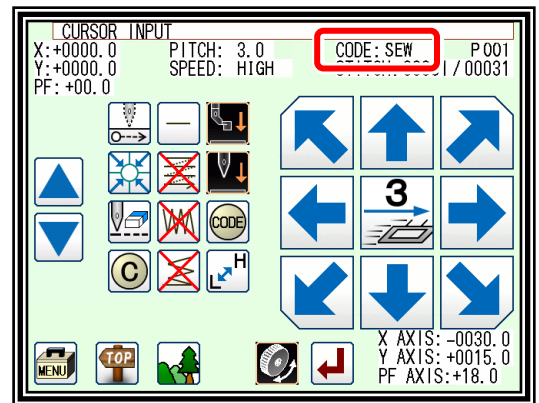 CURSOR INPUT
X:+0000.0 PITCH: 3.0 CODE:SEW P001
Y:+0000.0 SPEED: HIGH /00031
PF:+00.0
3
CODE
C
L H
MENU
TOP
X AXIS:-0030.0
Y AXIS:+0015.0
PF AXIS:+18.0